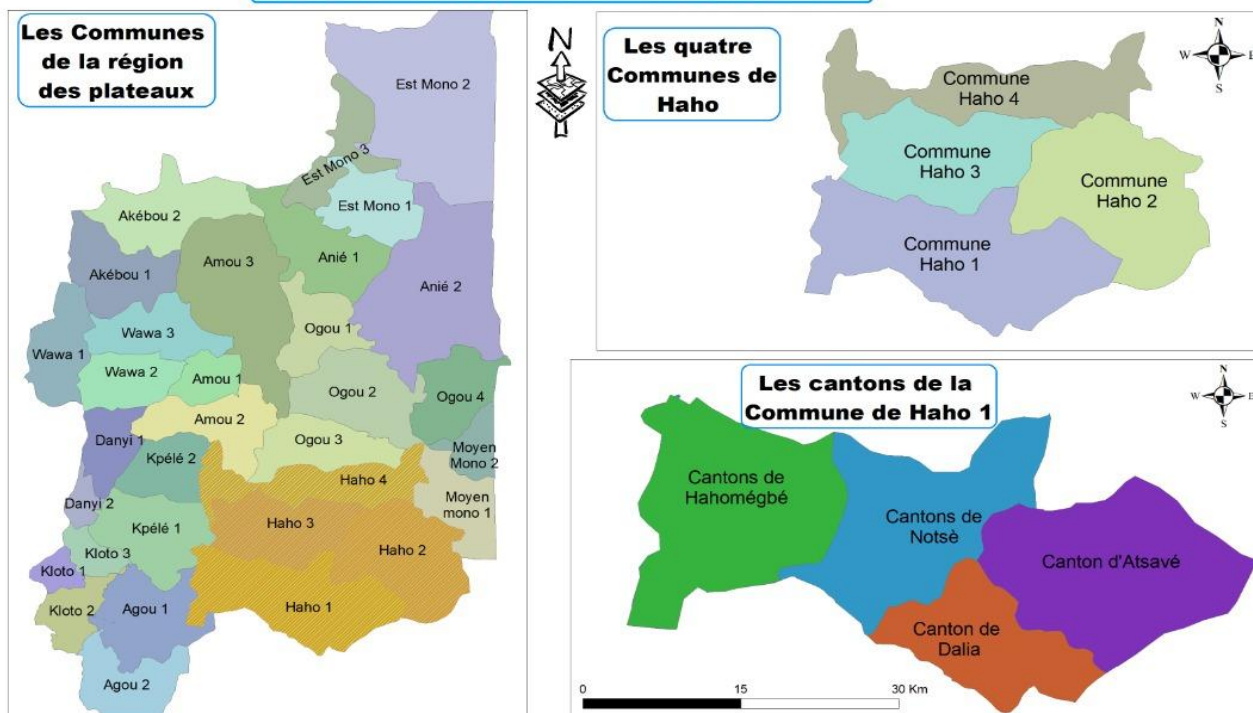 Les Communes
de la région
des plateaux
N
Est Mono 2
Est Mono 3
Est Mono 1
Akébou 2
Akébou 1
Amou 3
Anié 1
Anié 2
Wawa 3
Wawa 1
Ogou 1
Wawa 2
Amou 1
Ogou 2
Ogou 4
Amou 2
Danyi 1
Ogou 3
Moyen
Mono 2
Kpélé 2
Haho 4
Danyi 2
Moyen
mono 1
Kpélé 1
Haho 3
Haho 2
Kloto 3
Kloto 1
Kloto 2
Agou 1
Haho 1
Agou 2
Les quatre
Communes de
Haho
N
W
E
S
Commune
Haho 4
Commune
Haho 3
Commune
Haho 2
Commune
Haho 1
Les cantons de la
Commune de Haho 1
N
W
E
S
Cantons de
Hahomégbé
Cantons de
Notsè
Canton d'Atsavé
Canton de
Dalia
0
15
30 Km